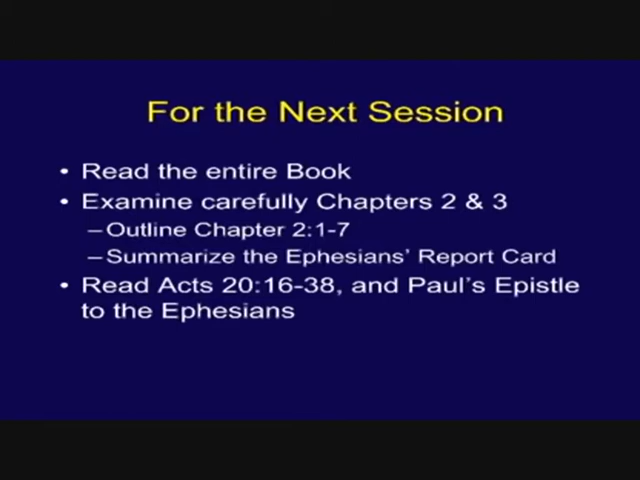 For the Next Session
• Read the entire Book
• Examine carefully Chapters 2 & 3
–Outline Chapter 2:1-7
–Summarize the Ephesians' Report Card
• Read Acts 20:16-38, and Paul's Epistle
to the Ephesians